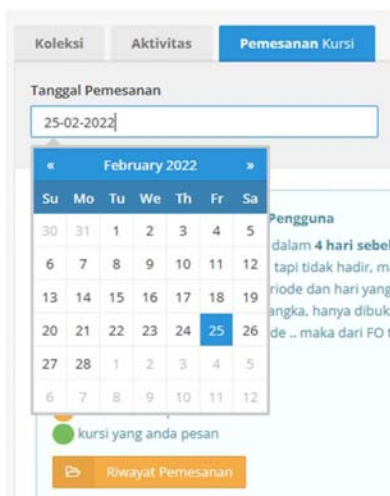 Koleksi Aktivitas Pemesanan Kursi
Tanggal Pemesanan
25-02-2022
« February 2022 »
Su Mo Tu We Th Fr Sa
30 31 1 2 3 4 5
6 7 8 9 10 11 12
13 14 15 16 17 18 19
20 21 22 23 24 25 26
27 28 1 2 3 4 5
6 7 8 9 10 11 12
Pengguna
dalam 4 hari sebel
tapi tidak hadir, m
riode dan hari yang
angka, hanya dibuk
de .. maka dari FO t
kursi yang anda pesan
Riwayat Pemesanan